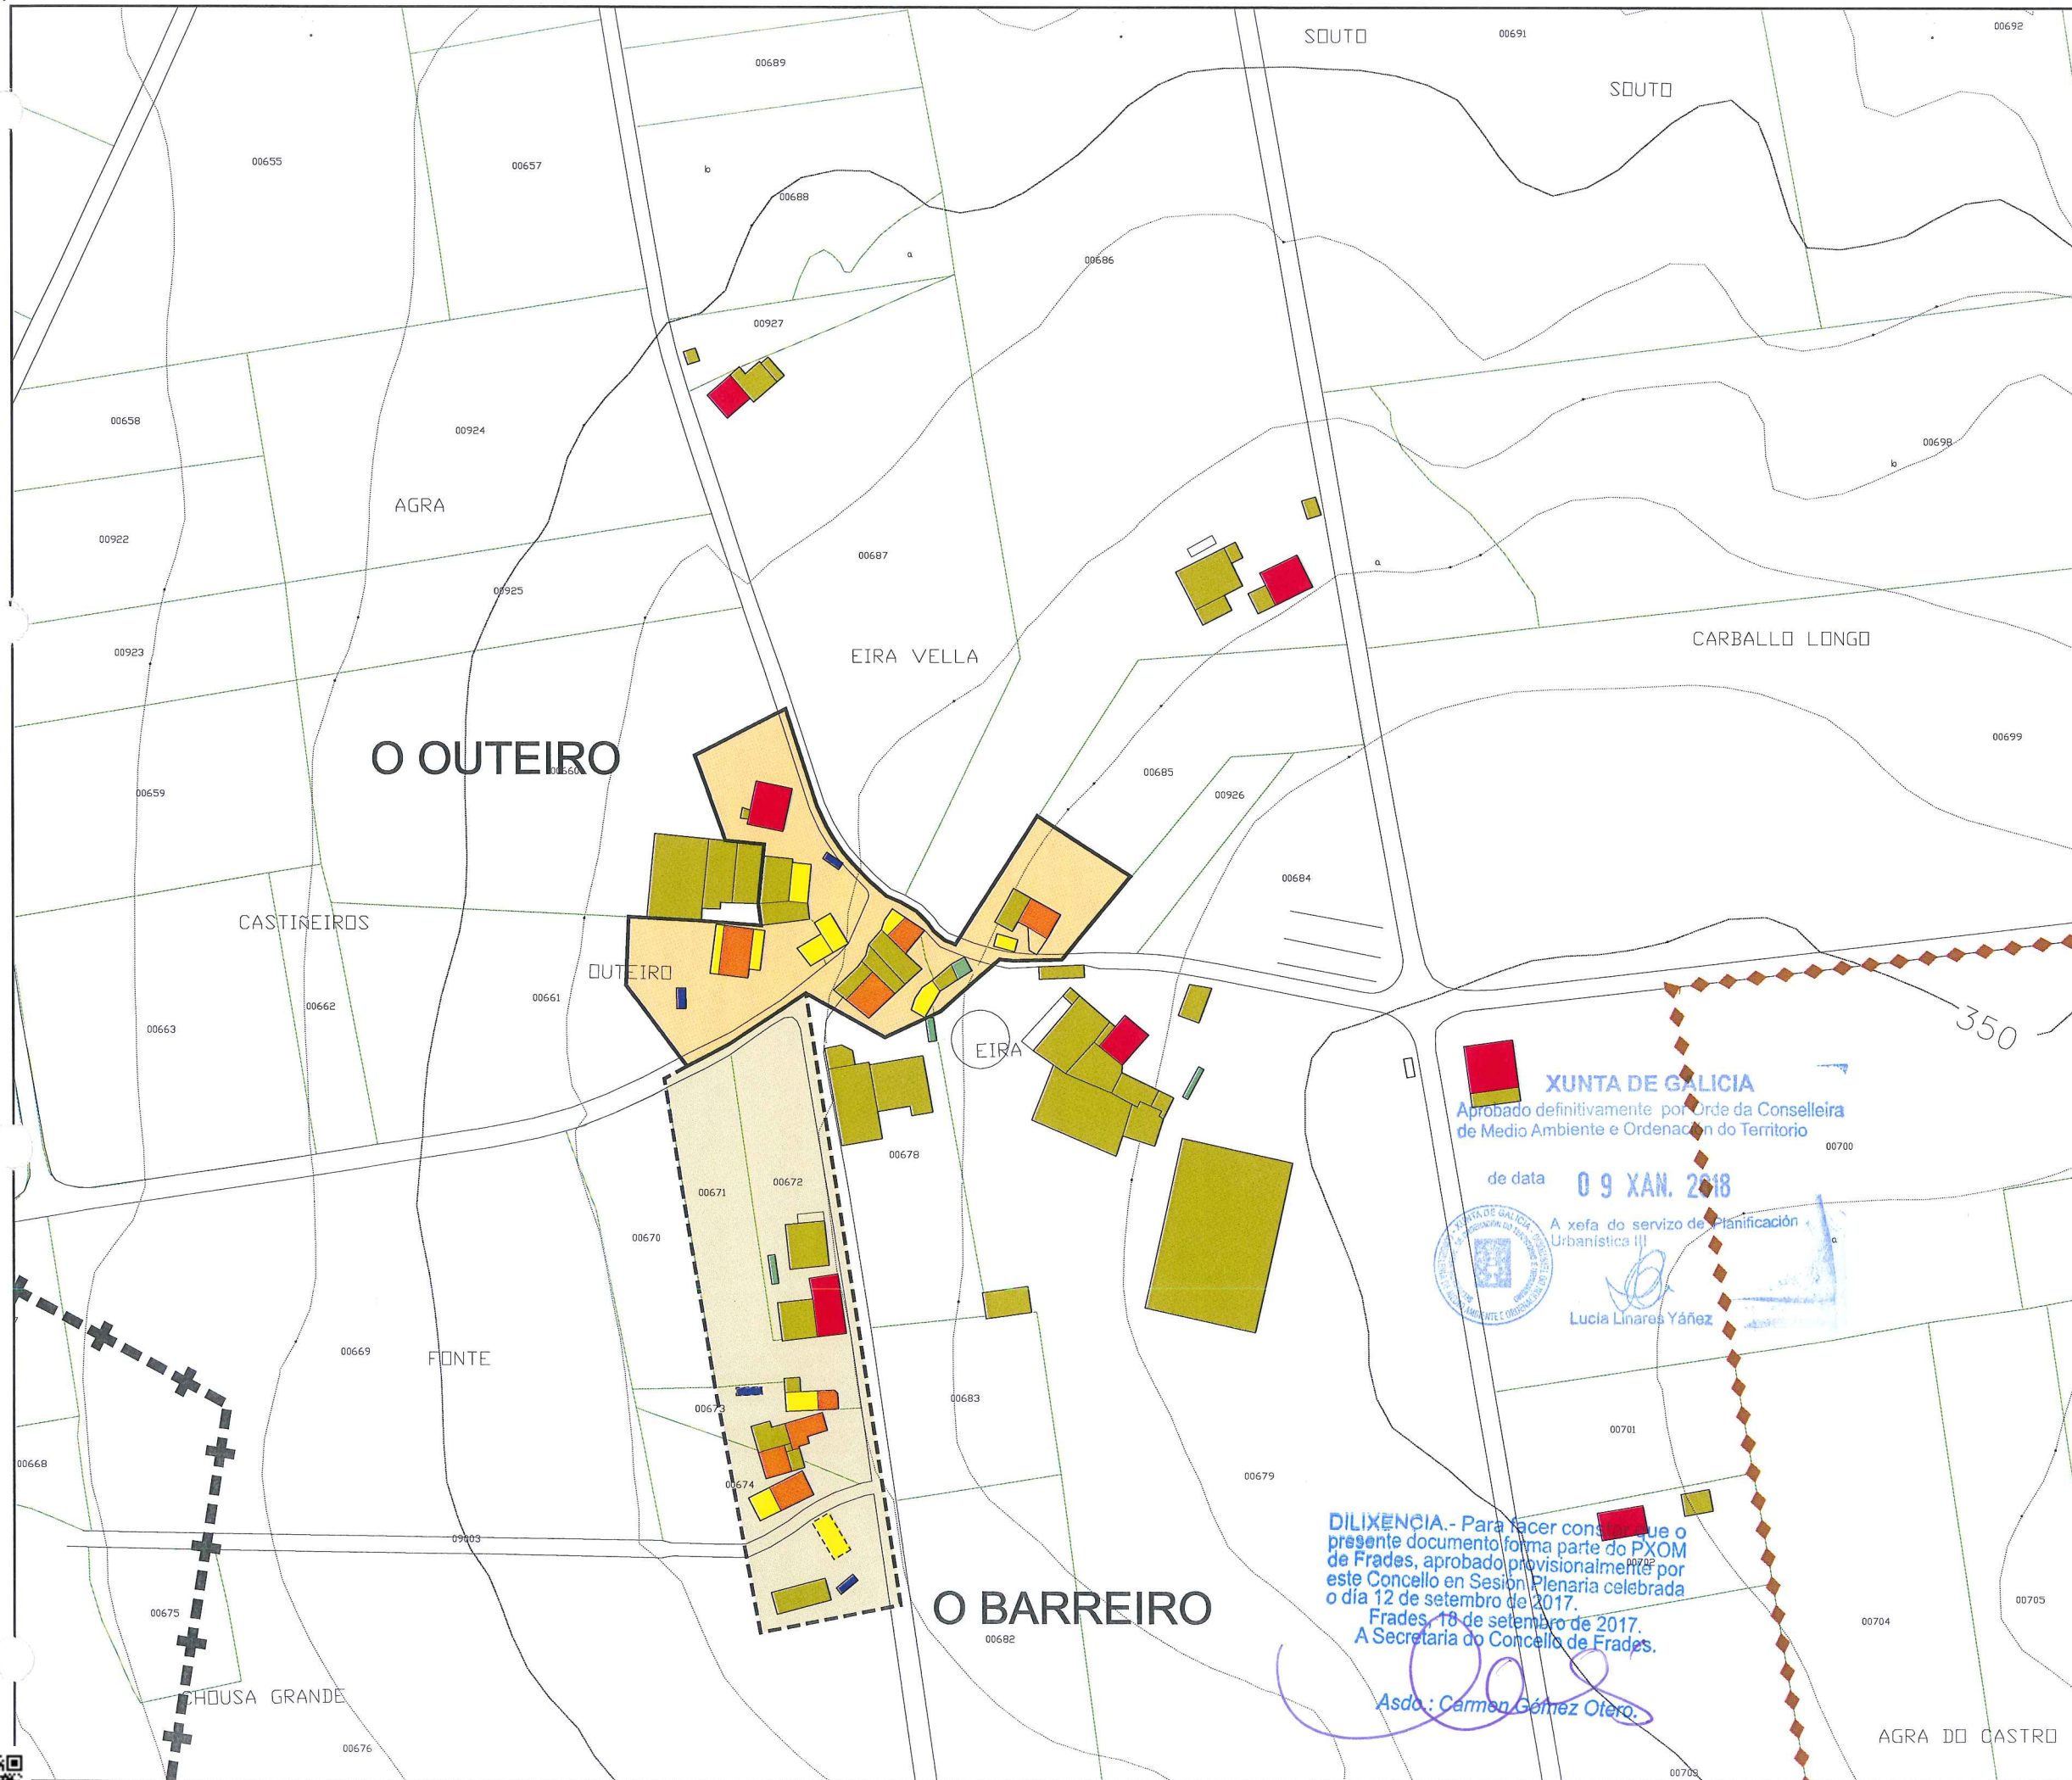 SOUTO
00691
00692
00689
SOUTO
00655
00657
b
00688
a
00686
00927
00658
00924
00698
b
AGRA
00922
00687
a
00925
CARBALLO LONGO
00923
EIRA VELLA
00699
O OUTEIRO
00660
00685
00659
00926
00684
CASTIÑEIROS
OUTEIRO
00661
00662
00663
350
EIRA
XUNTA DE GALICIA
Aprobado definitivamente por Orde da Conselleira
de Medio Ambiente e Ordenación do Territorio
00700
00678
de data 09 XAN. 2018
00672
00671
A xefa do servizo de Planificación
Urbanística III
00670
a
Lucía Linares Yáñez
00669
FONTE
00683
00673
00701
00668
00679
00674
DILIXENCIA.- Para facer constar que o
presente documento forma parte do PXOM
de Frades, aprobado provisionalmente por
este Concello en Sesión Plenaria celebrada
o día 12 de setembro de 2017.
Frades, 18 de setembro de 2017.
A Secretaria do Concello de Frades.
Asdo.: Carmen Gómez Otero.
09003
00702
O BARREIRO
00675
00705
00704
00682
CHOUSA GRANDE
AGRA DO CASTRO
00676
00703